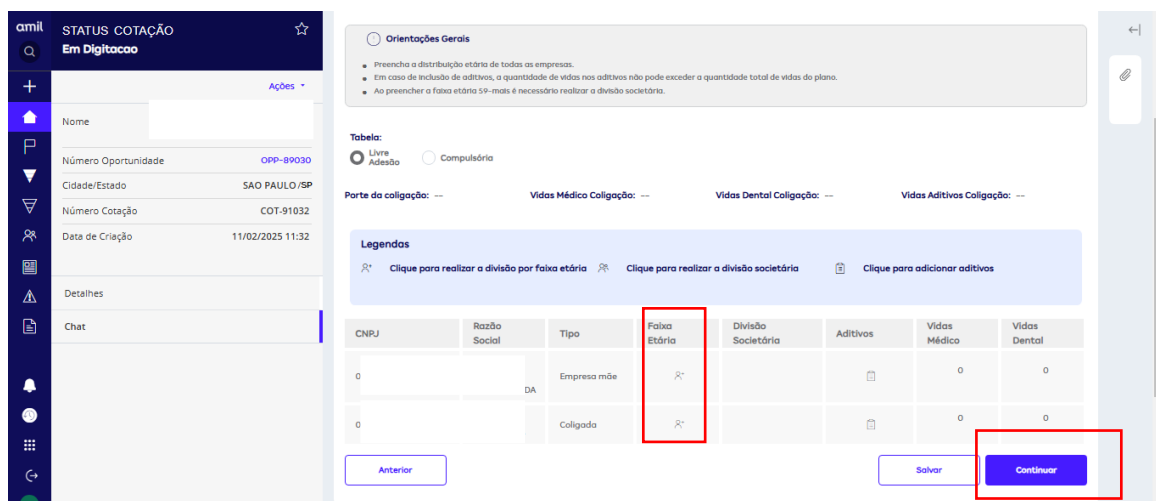 amil
STATUS COTAÇÃO
Em Digitacao
Ações
Nome
Número Oportunidade OPP-89030
Cidade/Estado SAO PAULO/SP
Número Cotação COT-91032
Data de Criação 11/02/2025 11:32
Detalhes
Chat
Orientações Gerais
Preencha a distribuição etária de todas as empresas.
Em caso de inclusão de aditivos, a quantidade de vidas nos aditivos não pode exceder a quantidade total de vidas do plano.
Ao preencher a faixa etária 59-mais é necessário realizar a divisão societária.
Tabela:
Livre Adesão Compulsória
Porte da coligação: -- Vidas Médico Coligação: -- Vidas Dental Coligação: -- Vidas Aditivos Coligação: --
Legendas
Clique para realizar a divisão por faixa etária Clique para realizar a divisão societária Clique para adicionar aditivos
CNPJ Razão Social Tipo Faixa Etária Divisão Societária Aditivos Vidas Médico Vidas Dental
0 DA Empresa mãe 0 0
0 Coligada 0 0
Anterior Salvar Continuar